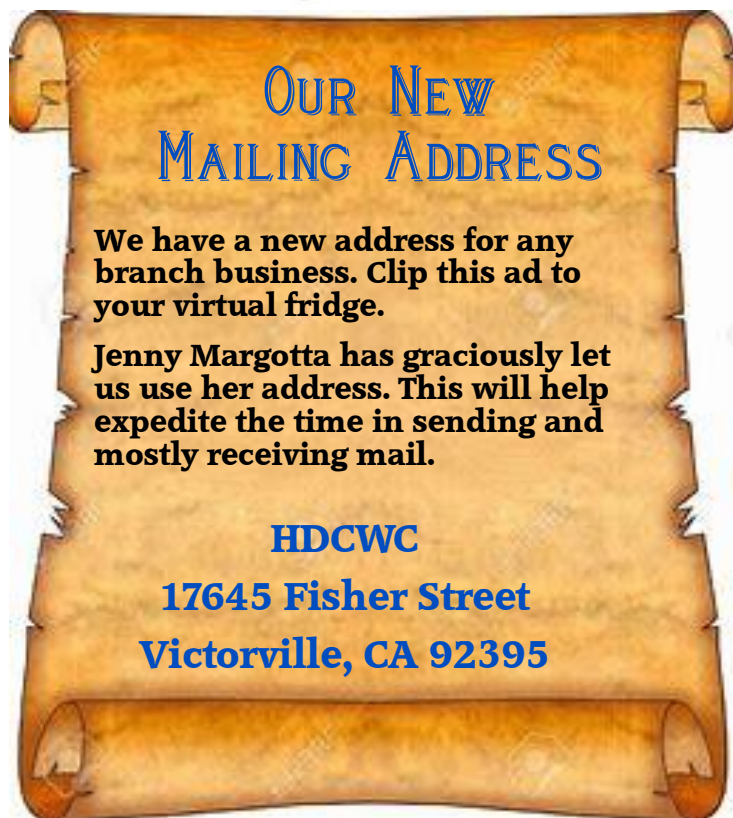 Our New
Mailing Address
We have a new address for any
branch business. Clip this ad to
your virtual fridge.
Jenny Margotta has graciously let
us use her address. This will help
expedite the time in sending and
mostly receiving mail.
HDCWC
17645 Fisher Street
Victorville, CA 92395